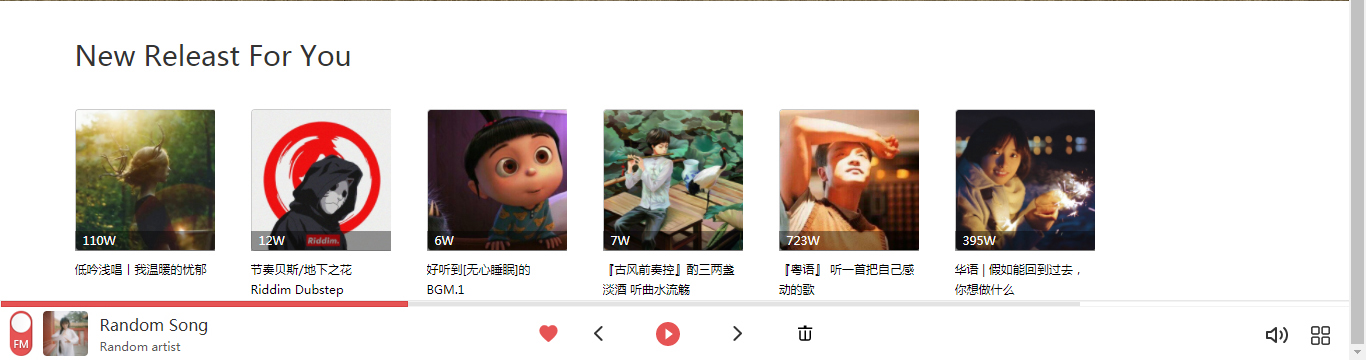 New Releast For You
Riddim.
110W
12W
6W
7W
723W
395W
低吟浅唱丨我温暖的忧郁
节奏贝斯/地下之花
Riddim Dubstep
好听到[无心睡眠]的
BGM.1
『古风前奏控』酌三两盏
淡酒 听曲水流觞
『粤语』 听一首把自己感
动的歌
华语 | 假如能回到过去，
你想做什么
FM
Random Song
Random artist